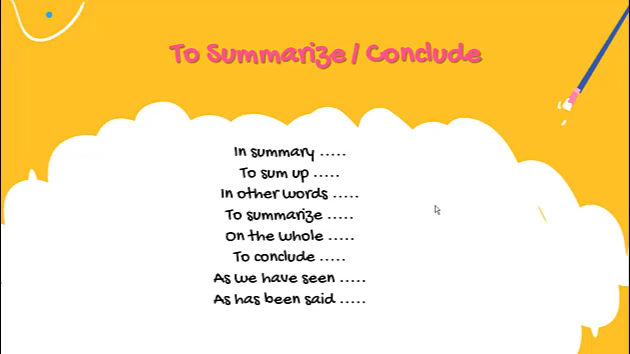 To Summarize / Conclude
In summary .....
To sum up .....
In other words .....
To summarize .....
On the whole .....
To conclude .....
As we have seen .....
As has been said .....